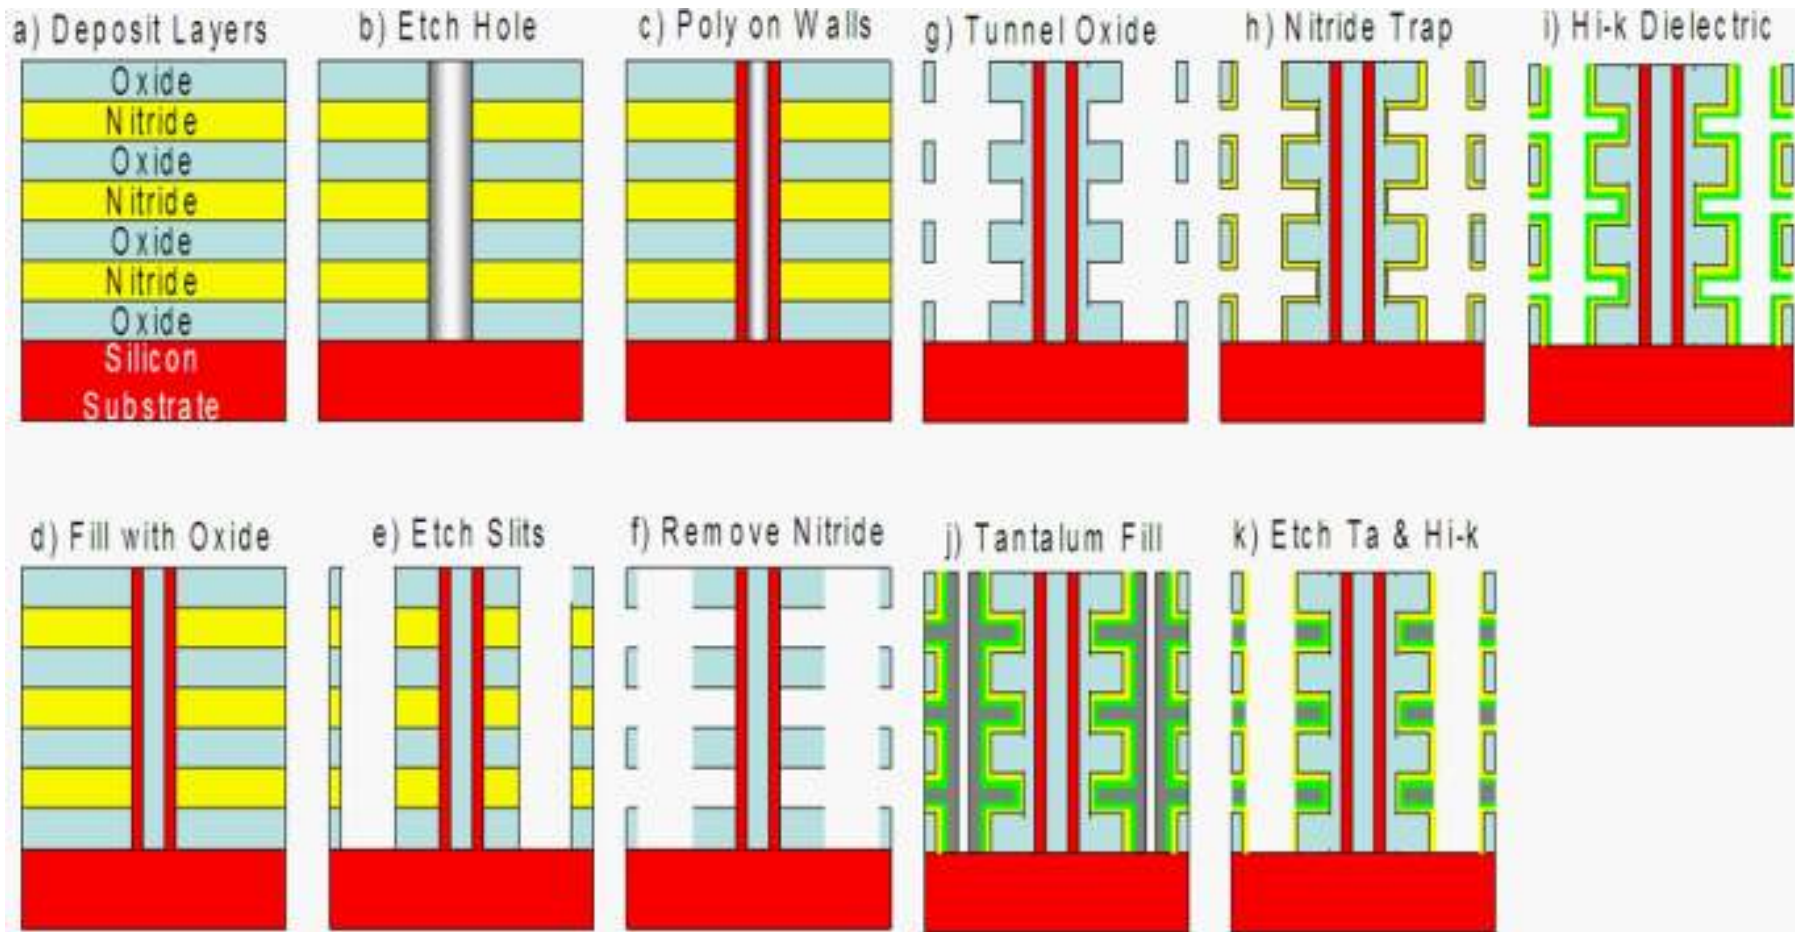 a) Deposit Layers
b) Etch Hole
c) Poly on Walls
g) Tunnel Oxide
h) Nitride Trap
i) Hi-k Dielectric
Oxide
Nitride
Oxide
Nitride
Oxide
Nitride
Oxide
Silicon
Substrate
d) Fill with Oxide
e) Etch Slits
f) Remove Nitride
j) Tantalum Fill
k) Etch Ta & Hi-k